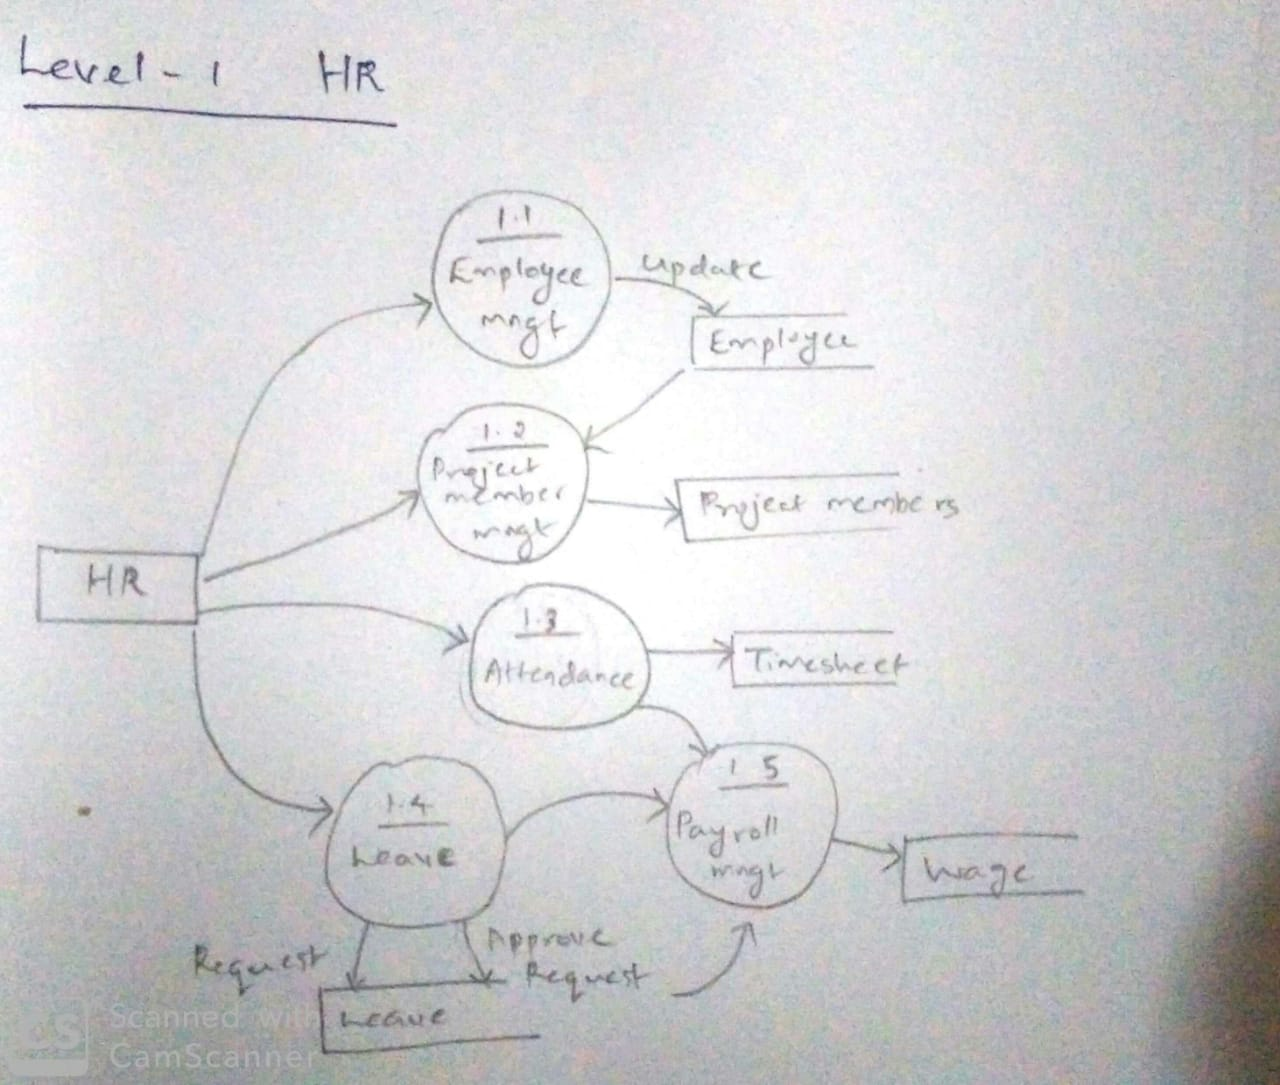 Level - 1 HR
1.1
Employee
mngt
Update
Employee
1.2
Project
member
mngt
Project members
HR
1.3
Attendance
Timesheet
1.4
Leave
1 5
Payroll
mngt
Wage
Request
Approve
Request
Leave
CS
Scanned with
CamScanner